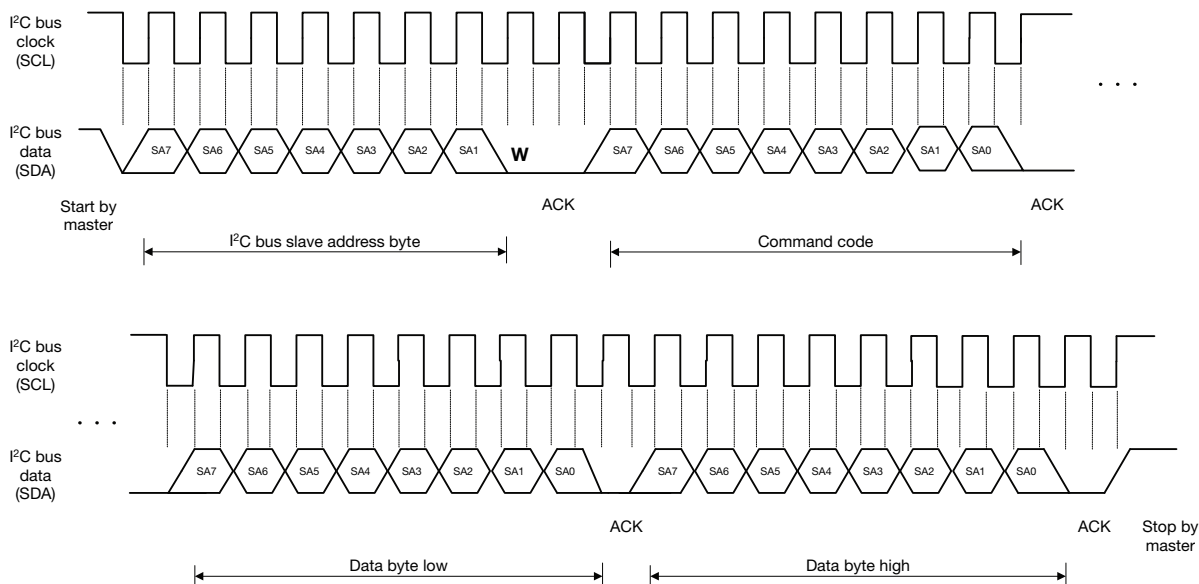 I²C bus
clock
(SCL)
. . .
I²C bus
data
(SDA)
SA7 SA6 SA5 SA4 SA3 SA2 SA1 W SA7 SA6 SA5 SA4 SA3 SA2 SA1 SA0
Start by
master
ACK ACK
I²C bus slave address byte Command code
I²C bus
clock
(SCL)
. . .
I²C bus
data
(SDA)
SA7 SA6 SA5 SA4 SA3 SA2 SA1 SA0 SA7 SA6 SA5 SA4 SA3 SA2 SA1 SA0
ACK ACK Stop by
master
Data byte low Data byte high